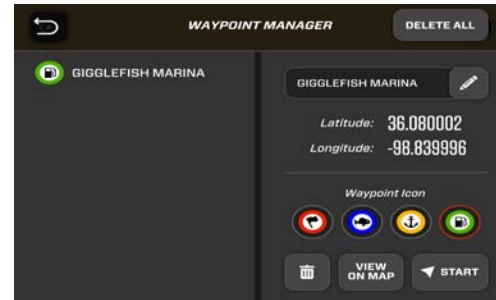 WAYPOINT MANAGER
DELETE ALL
GIGGLEFISH MARINA
GIGGLEFISH MARINA
Latitude: 36.080002
Longitude: -98.839996
Waypoint Icon
VIEW
ON MAP
START